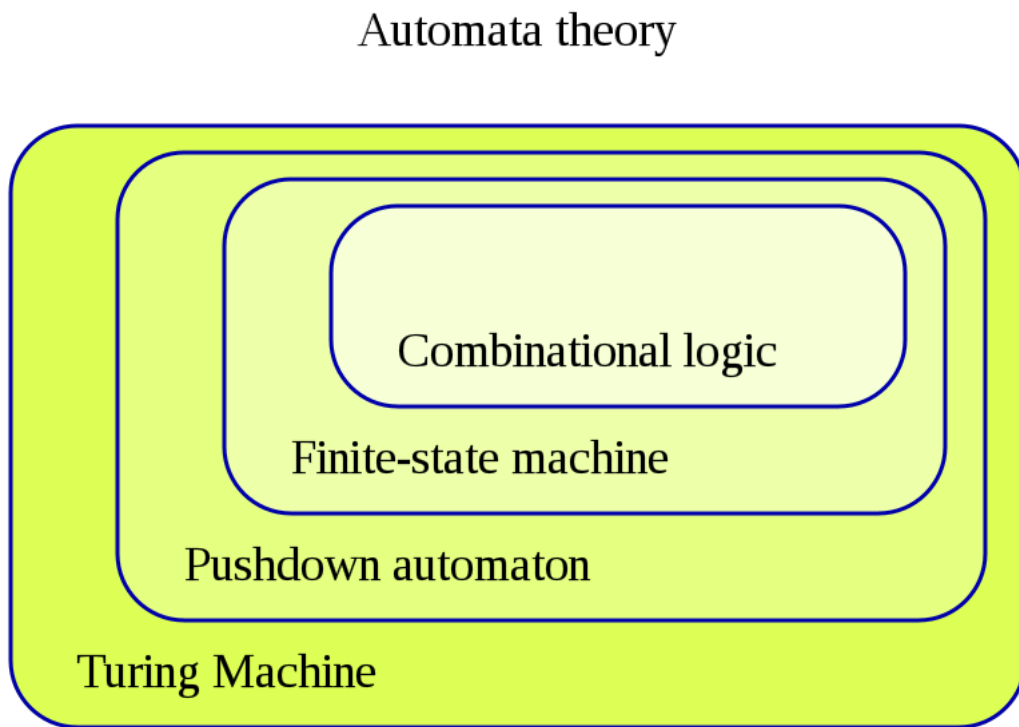 Automata theory
Combinational logic
Finite-state machine
Pushdown automaton
Turing Machine